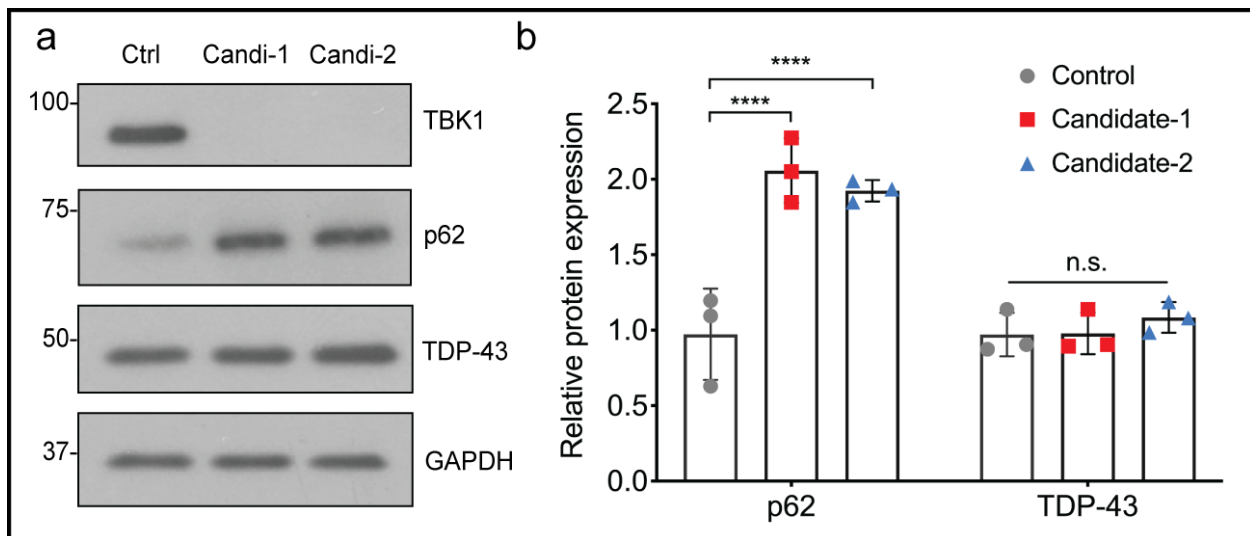 a
Ctrl Candi-1 Candi-2
100-
TBK1
75-
p62
50-
TDP-43
37-
GAPDH
b
**** 
****
Control
Candidate-1
Candidate-2
Relative protein expression
2.5
2.0
1.5
1.0
0.5
0.0
n.s.
p62 TDP-43